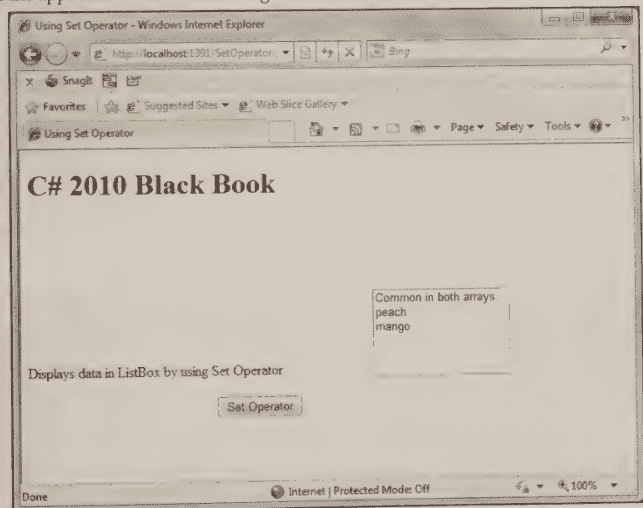 Using Set Operator - Windows Internet Explorer
http://localhost:1391/SetOperator/
Bing
x SnagIt
Favorites Suggested Sites Web Slice Gallery
Using Set Operator Page Safety Tools
C# 2010 Black Book
Common in both arrays.
peach
mango
Displays data in ListBox by using Set Operator
Set Operator
Done Internet | Protected Mode: Off 100%